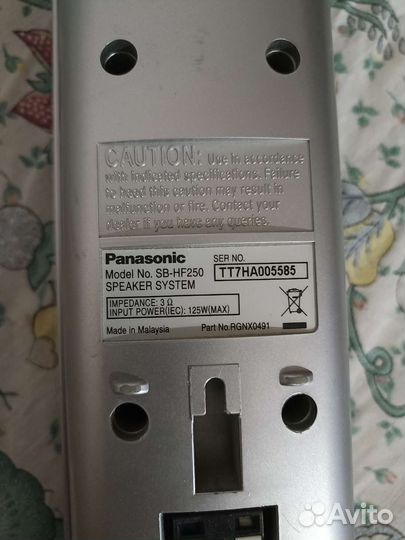 CAUTION: Use in accordance
with indicated specifications. Failure
to heed this caution may result in
malfunction or fire. Contact your
dealer if you have any queries.
Panasonic
Model No. SB-HF250
SPEAKER SYSTEM
SER NO.
TT7HA005585
IMPEDANCE: 3 Ω
INPUT POWER(IEC): 125W(MAX)
Made in Malaysia
Part No.RGNX0491
Avito